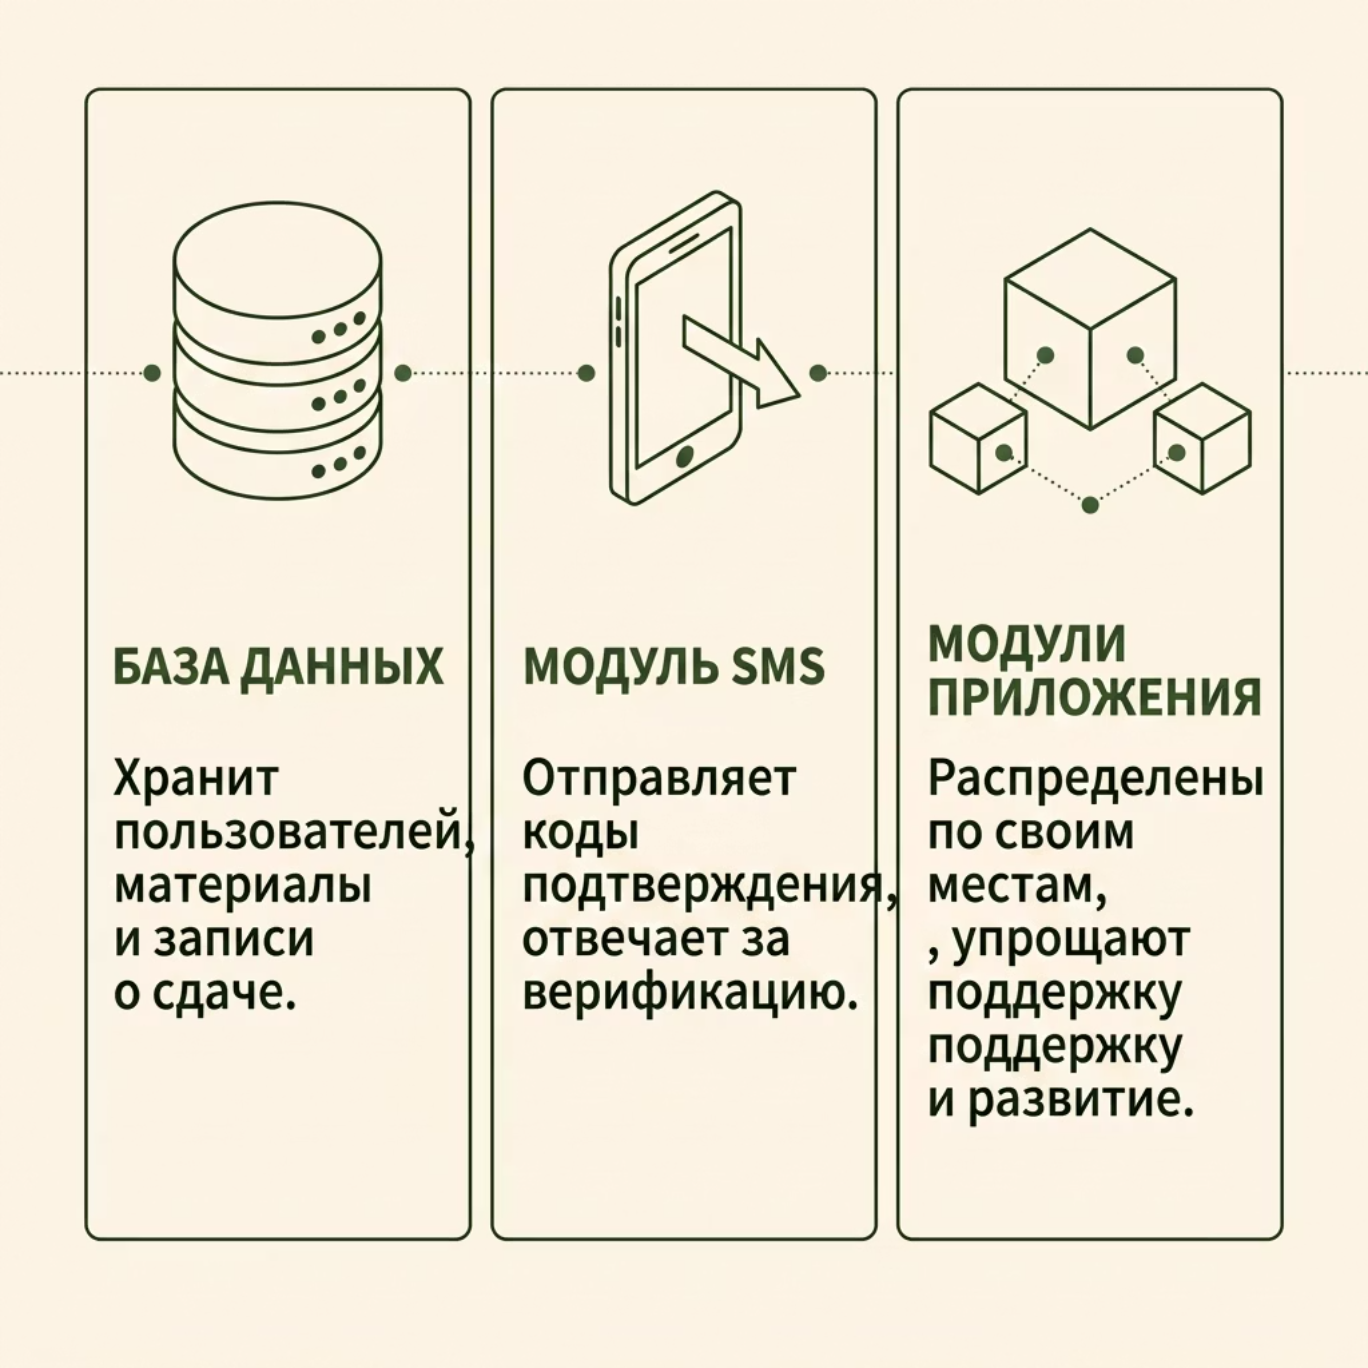 БАЗА ДАННЫХ
Хранит
пользователей,
материалы
и записи
о сдаче.
МОДУЛЬ SMS
Отправляет
коды
подтверждения,
отвечает за
верификацию.
МОДУЛИ
ПРИЛОЖЕНИЯ
Распределены
по своим
местам,
, упрощают
поддержку
поддержку
и развитие.